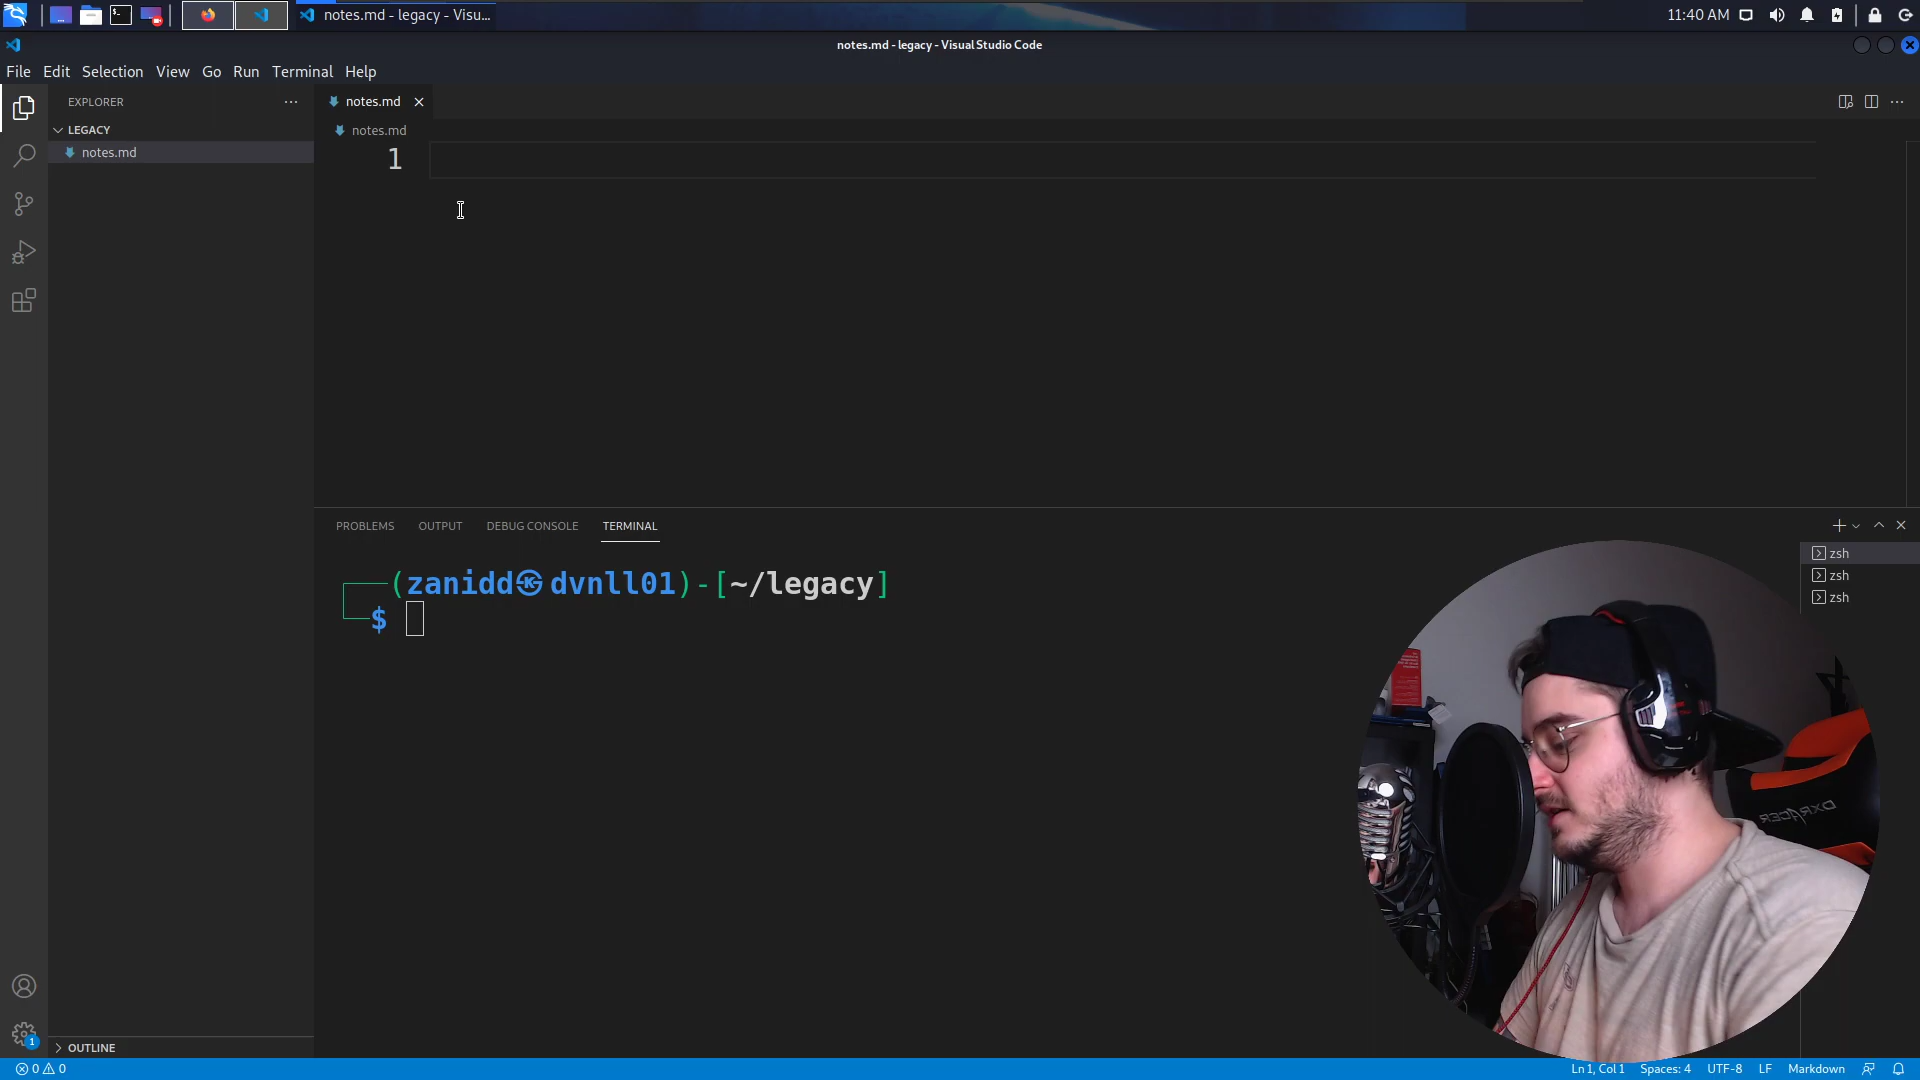 notes.md - legacy - Visu...
11:40 AM
notes.md - legacy - Visual Studio Code
File Edit Selection View Go Run Terminal Help
EXPLORER
notes.md
LEGACY
notes.md
notes.md
1
PROBLEMS OUTPUT DEBUG CONSOLE TERMINAL
┌──(zanidd㉿dvnll01)-[~/legacy]
└─$
zsh
zsh
zsh
DXRACER
1
OUTLINE
0 0
Ln 1, Col 1 Spaces: 4 UTF-8 LF Markdown